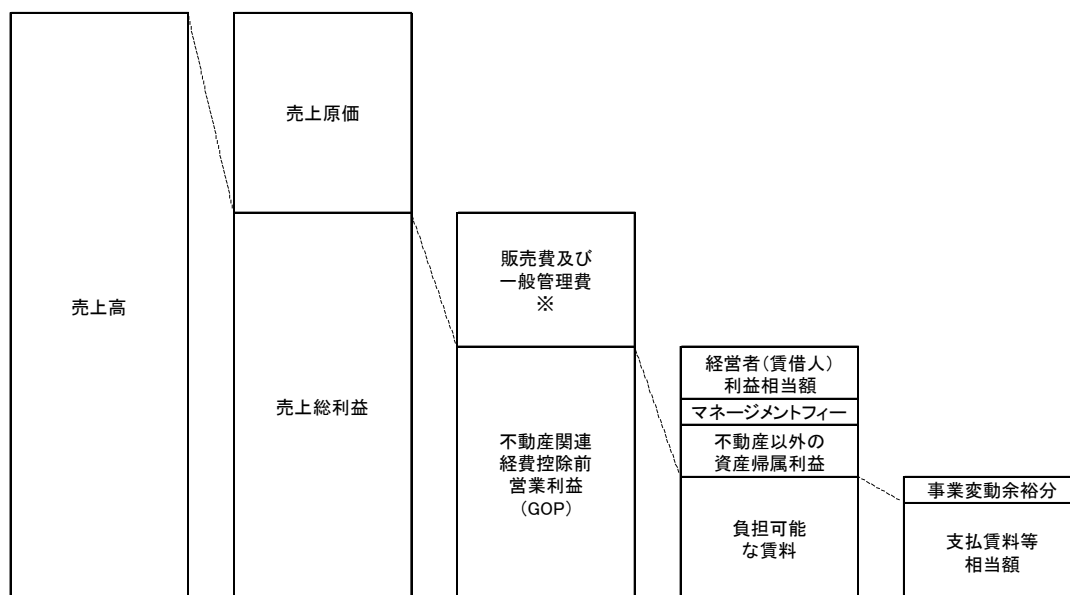 売上高
売上原価
売上総利益
販売費及び
一般管理費
※
不動産関連
経費控除前
営業利益
(GOP)
経営者(賃借人)
利益相当額
マネージメントフィー
不動産以外の
資産帰属利益
負担可能
な賃料
事業変動余裕分
支払賃料等
相当額